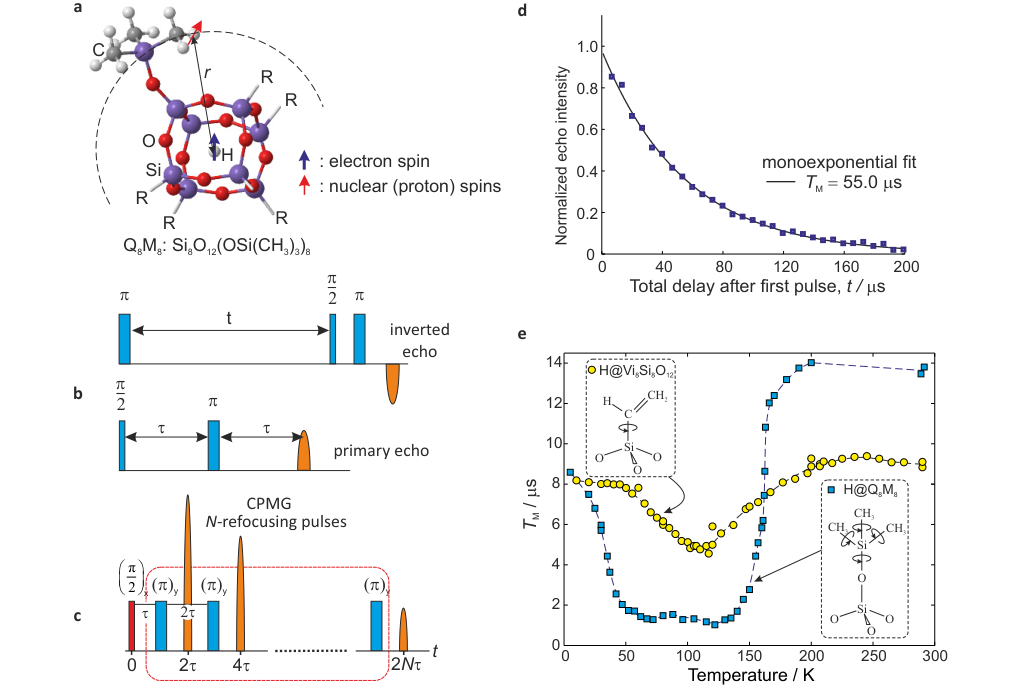 a
C
r
R
R
O
H
Si
R
R
R
: electron spin
: nuclear (proton) spins
Q₈M₈: Si₈O₁₂(OSi(CH₃)₃)₈
π
t
π/2
π
inverted
echo
b
π/2
τ
π
τ
primary echo
CPMG
N-refocusing pulses
c
(π/2)ₓ
τ
(π)y
2τ
(π)y
(π)y
0
2τ
4τ
2Nτ
t
d
Normalized echo intensity
1.0
0.8
0.6
0.4
0.2
0
monoexponential fit
T_M = 55.0 μs
0 40 80 120 160 200
Total delay after first pulse, t / μs
e
T_M / μs
14
12
10
8
6
4
2
0
H@Vi₈Si₈O₁₂
H
C
CH₂
Si
O
O
O
H@Q₈M₈
CH₃
CH₃
CH₃
Si
O
Si
O
O
O
0 50 100 150 200 250 300
Temperature / K